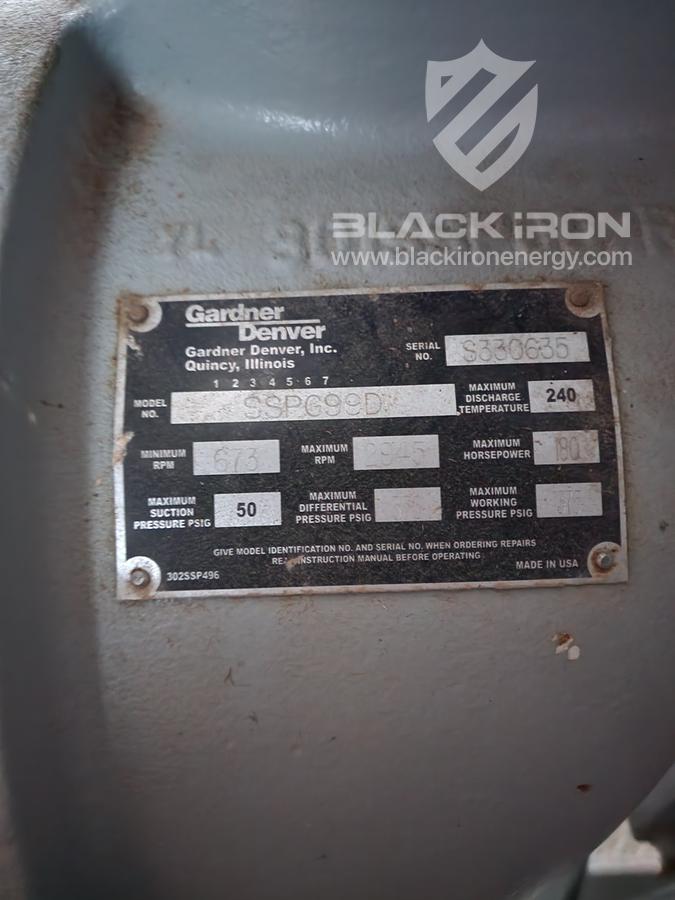 BLACK IRON
www.blackironenergy.com
Gardner
Denver
Gardner Denver, Inc.
Quincy, Illinois
SERIAL NO. S330635
1 2 3 4 5 6 7
MODEL NO. SSPG99D
MAXIMUM DISCHARGE TEMPERATURE 240
MINIMUM RPM 673
MAXIMUM RPM 2945
MAXIMUM HORSEPOWER 190
MAXIMUM SUCTION PRESSURE PSIG 50
MAXIMUM DIFFERENTIAL PRESSURE PSIG
MAXIMUM WORKING PRESSURE PSIG
GIVE MODEL IDENTIFICATION NO. AND SERIAL NO. WHEN ORDERING REPAIRS
INSTRUCTION MANUAL BEFORE OPERATING
302SSP496
MADE IN USA